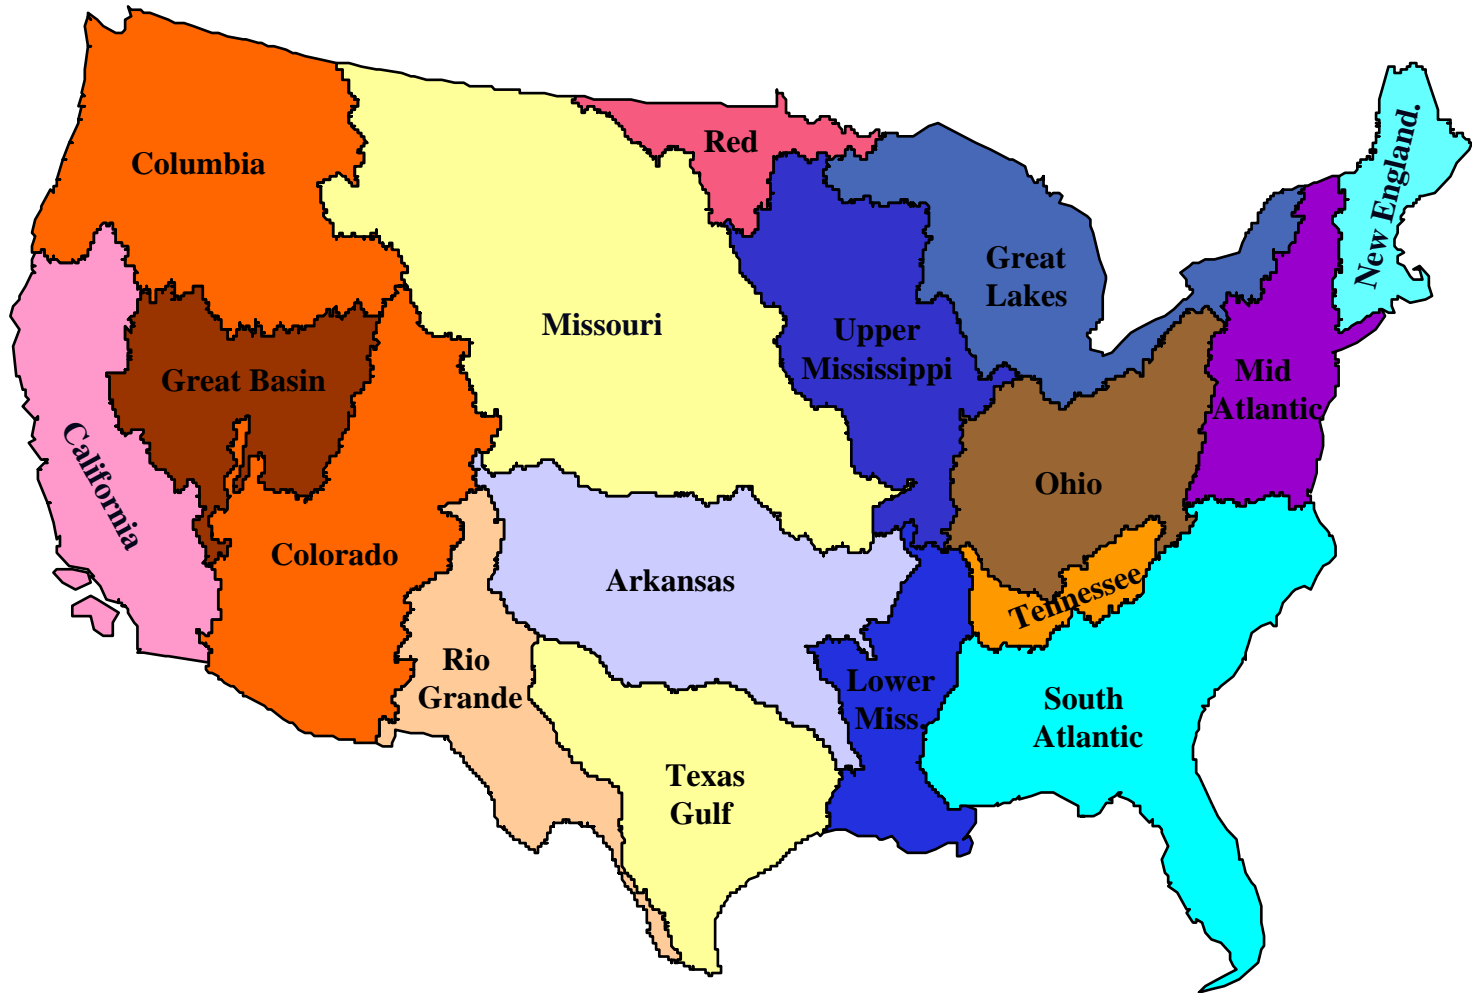 Columbia
Red
New England.
Great
Lakes
Missouri
Upper
Mississippi
Great Basin
Mid
Atlantic
California
Ohio
Colorado
Arkansas
Tennessee
Rio
Grande
Lower
Miss.
South
Atlantic
Texas
Gulf